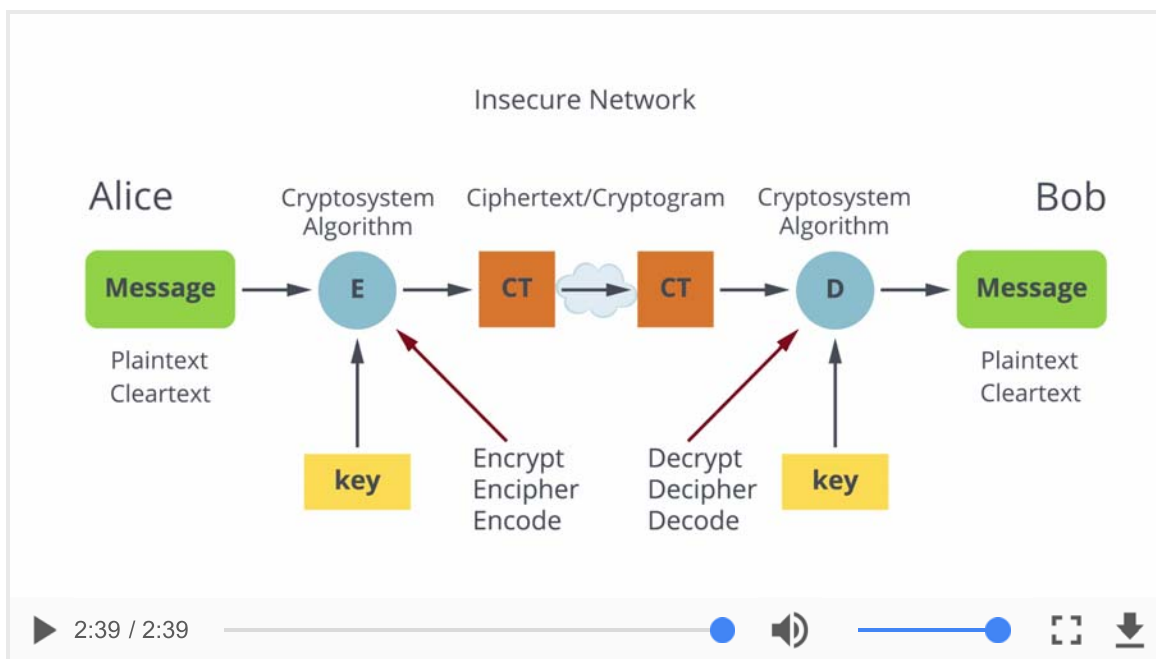 Insecure Network
Alice
Cryptosystem
Algorithm
Ciphertext/Cryptogram
Cryptosystem
Algorithm
Bob
Message
E
CT
CT
D
Message
Plaintext
Cleartext
Plaintext
Cleartext
key
Encrypt
Encipher
Encode
Decrypt
Decipher
Decode
key
2:39 / 2:39